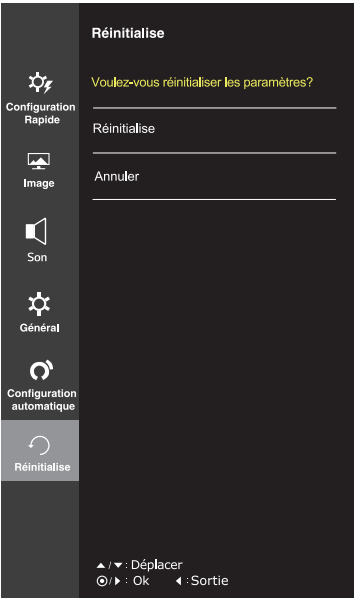 Réinitialise
Voulez-vous réinitialiser les paramètres?
Réinitialise
Annuler
Configuration
Rapide
Image
Son
Général
Configuration
automatique
Réinitialise
▲/▼ : Déplacer
⊙/▶ : Ok ◀ :Sortie